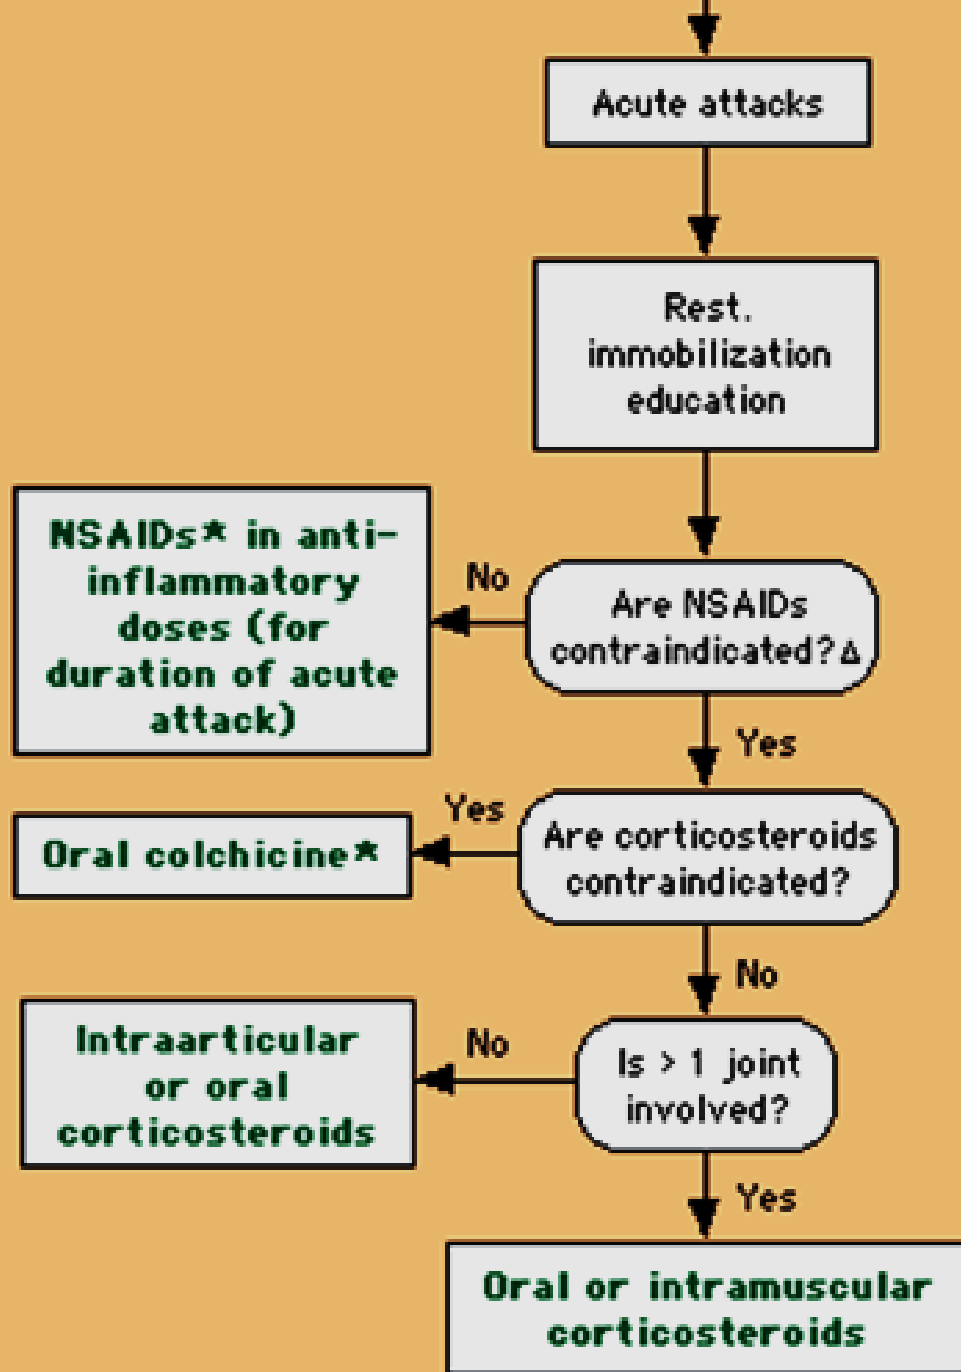 Acute attacks
Rest.
immobilization
education
NSAIDs* in anti-
inflammatory
doses (for
duration of acute
attack)
No
Are NSAIDs
contraindicated?Δ
Yes
Oral colchicine*
Yes
Are corticosteroids
contraindicated?
No
Intraarticular
or oral
corticosteroids
No
Is > 1 joint
involved?
Yes
Oral or intramuscular
corticosteroids